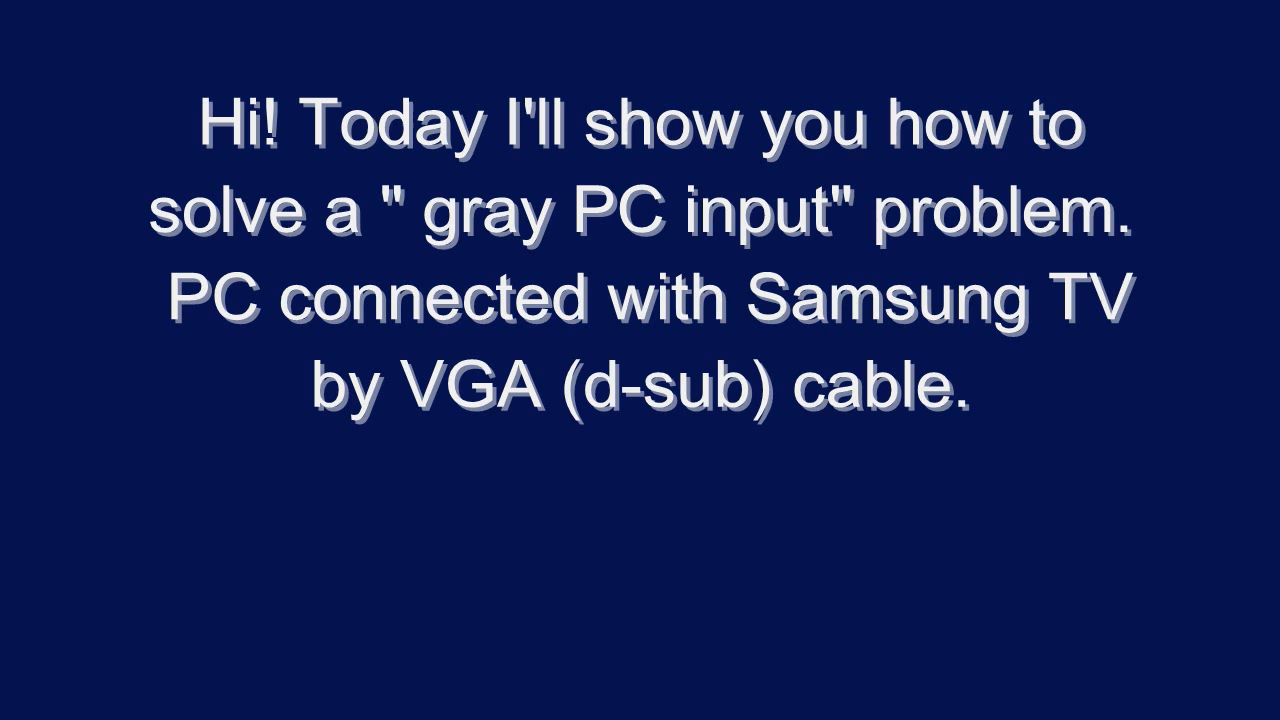 Hi! Today I'll show you how to
solve a " gray PC input" problem.
PC connected with Samsung TV
by VGA (d-sub) cable.